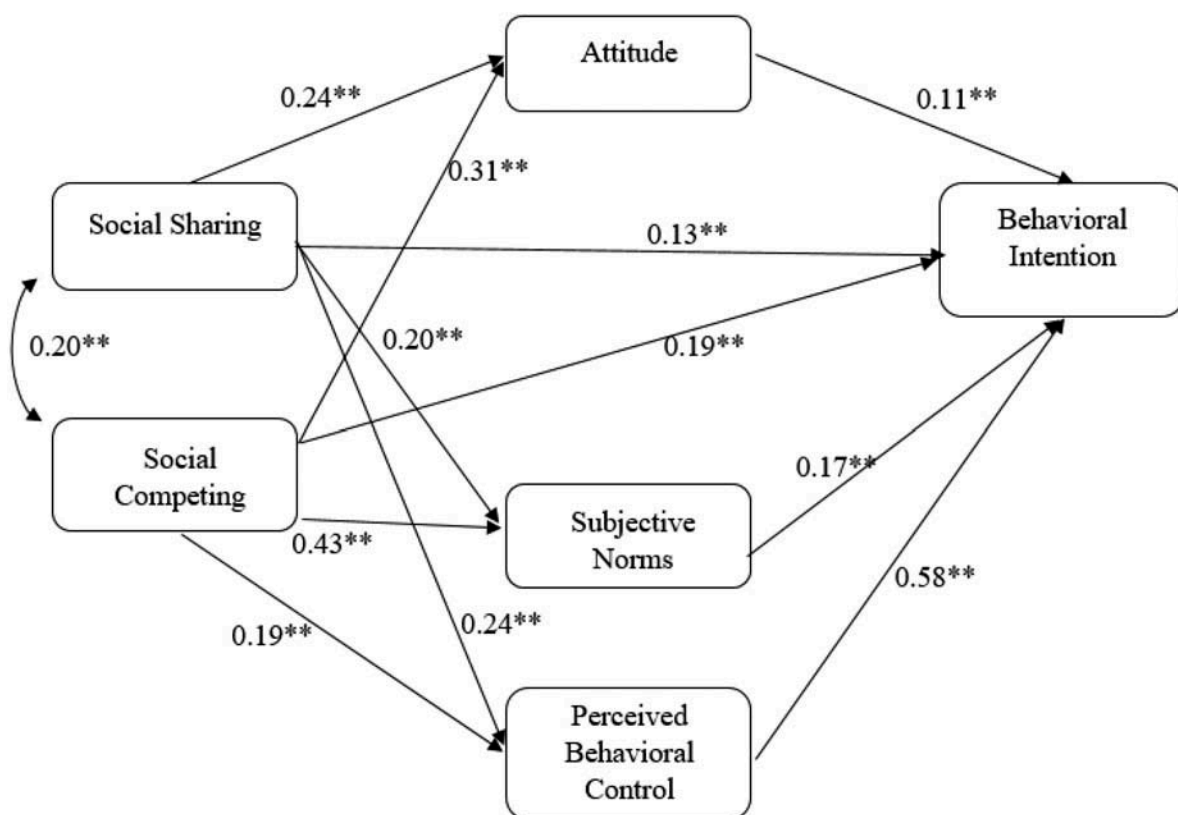 Attitude
0.24**
0.11**
0.31**
Social Sharing
Behavioral
Intention
0.13**
0.20**
0.20**
0.19**
Social
Competing
0.17**
Subjective
Norms
0.43**
0.58**
0.24**
0.19**
Perceived
Behavioral
Control